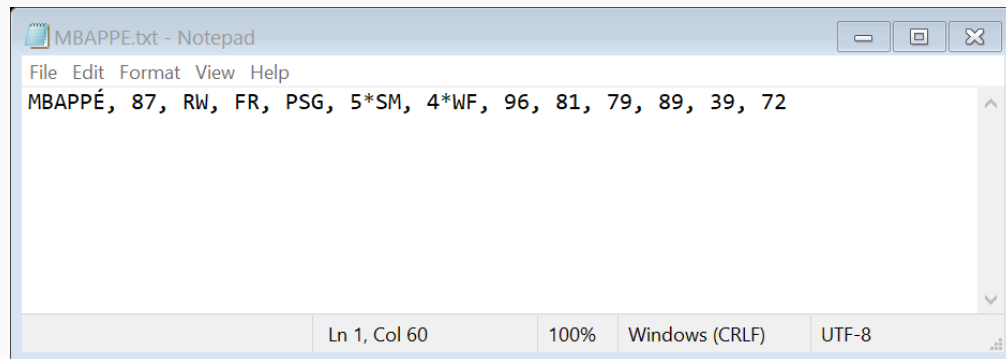 MBAPPE.txt - Notepad
File Edit Format View Help
MBAPPÉ, 87, RW, FR, PSG, 5*SM, 4*WF, 96, 81, 79, 89, 39, 72
Ln 1, Col 60 100% Windows (CRLF) UTF-8